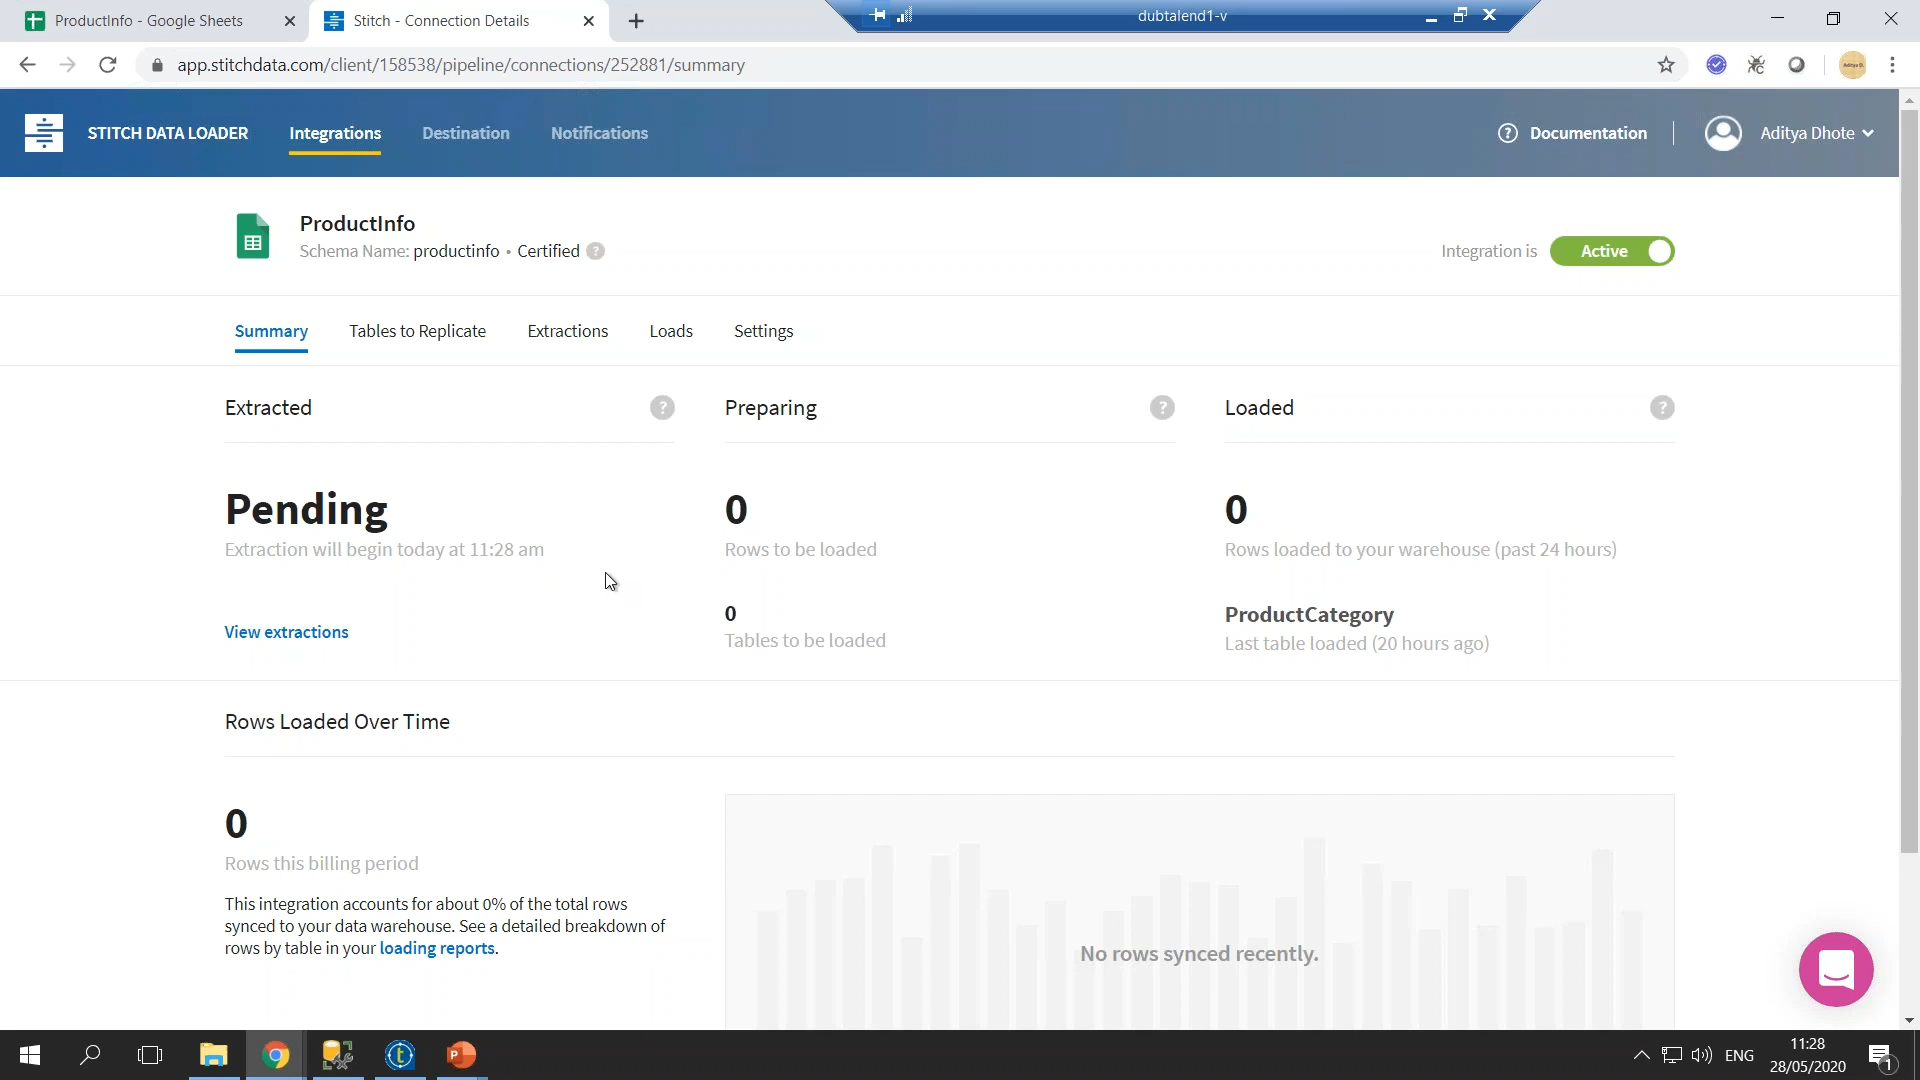 ProductInfo - Google Sheets
Stitch - Connection Details
dubtalend1-v
app.stitchdata.com/client/158538/pipeline/connections/252881/summary
STITCH DATA LOADER
Integrations
Destination
Notifications
Documentation
Aditya Dhote
ProductInfo
Schema Name: productinfo • Certified ?
Integration is
Active
Summary
Tables to Replicate
Extractions
Loads
Settings
Extracted
Preparing
Loaded
Pending
Extraction will begin today at 11:28 am
View extractions
0
Rows to be loaded
0
Tables to be loaded
0
Rows loaded to your warehouse (past 24 hours)
ProductCategory
Last table loaded (20 hours ago)
Rows Loaded Over Time
0
Rows this billing period
This integration accounts for about 0% of the total rows
synced to your data warehouse. See a detailed breakdown of
rows by table in your loading reports.
No rows synced recently.
ENG
11:28
28/05/2020
1